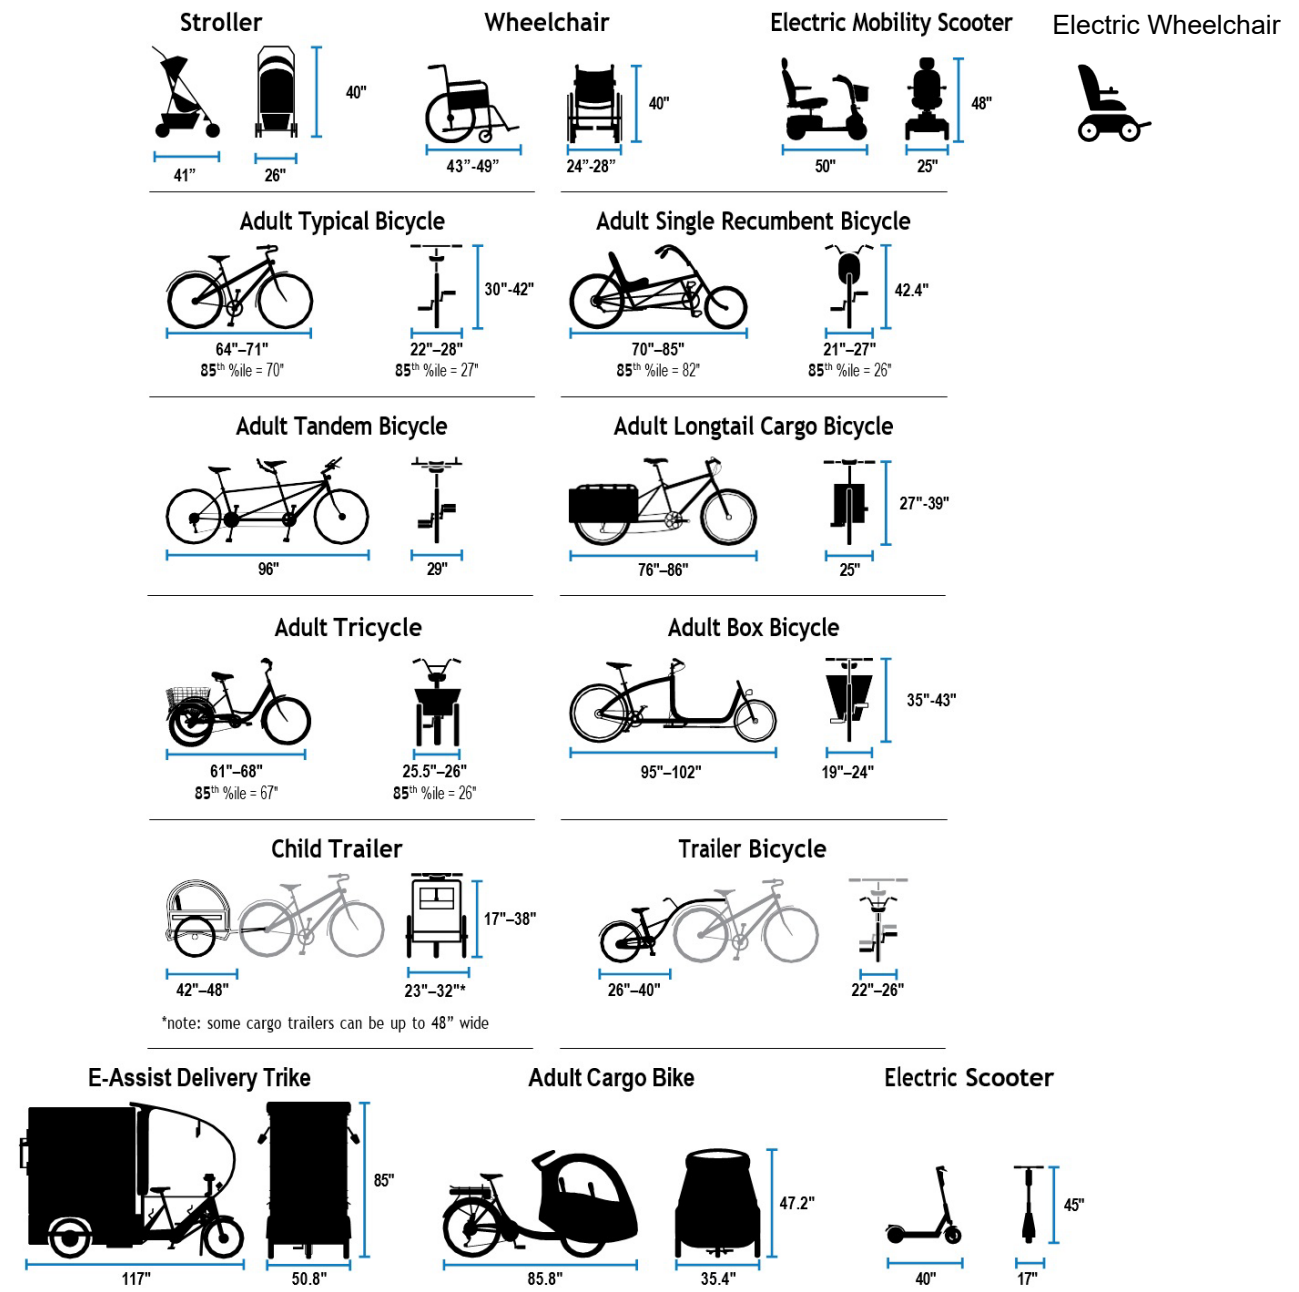 Stroller
Wheelchair
Electric Mobility Scooter
Electric Wheelchair
40"
40"
48"
41”
26"
43”-49”
24”-28”
50"
25"
Adult Typical Bicycle
Adult Single Recumbent Bicycle
30"-42"
42.4"
64"–71"
22"–28"
70"–85"
21"–27"
85th %ile = 70"
85th %ile = 27"
85th %ile = 82"
85th %ile = 26"
Adult Tandem Bicycle
Adult Longtail Cargo Bicycle
27"-39"
96"
29"
76"–86"
25"
Adult Tricycle
Adult Box Bicycle
35"-43"
61"–68"
25.5"–26"
95"–102"
19"–24"
85th %ile = 67"
85th %ile = 26"
Child Trailer
Trailer Bicycle
17"–38"
42"–48"
23"–32"*
26"–40"
22"–26"
*note: some cargo trailers can be up to 48” wide
E-Assist Delivery Trike
Adult Cargo Bike
Electric Scooter
85"
47.2"
45"
117"
50.8"
85.8"
35.4"
40"
17"